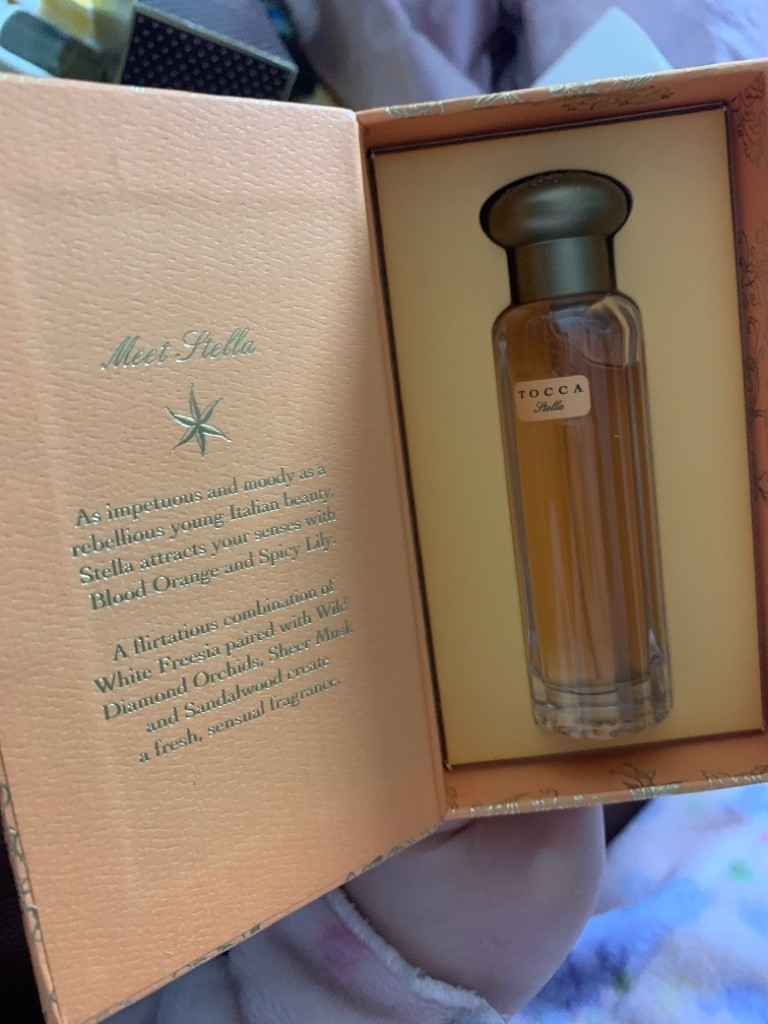 Meet Stella
As impetuous and moody as a
rebellious young Italian beauty,
Stella attracts your senses with
Blood Orange and Spicy Lily.
A flirtatious combination of
White Freesia paired with Wild
Diamond Orchids, Sheer Musk
and Sandalwood create
a fresh, sensual fragrance.
TOCCA
Stella